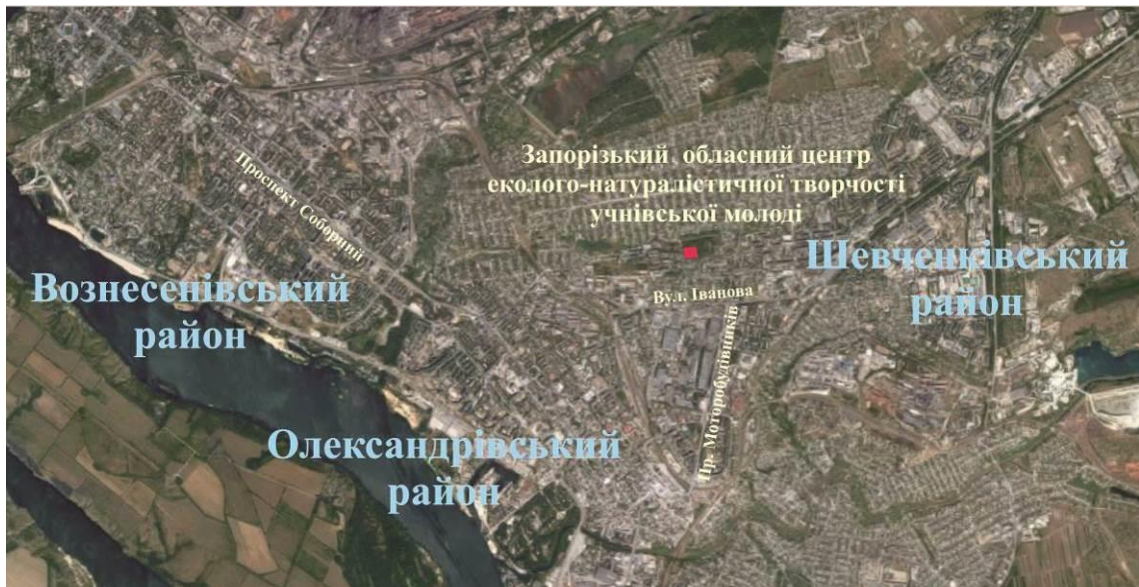 Проспект Соборний
Запорізький обласний центр
еколого-натуралістичної творчості
учнівської молоді
Вознесенівський
район
Шевченківський
район
Вул. Іванова
Пр. Моторобудівників
Олександрівський
район